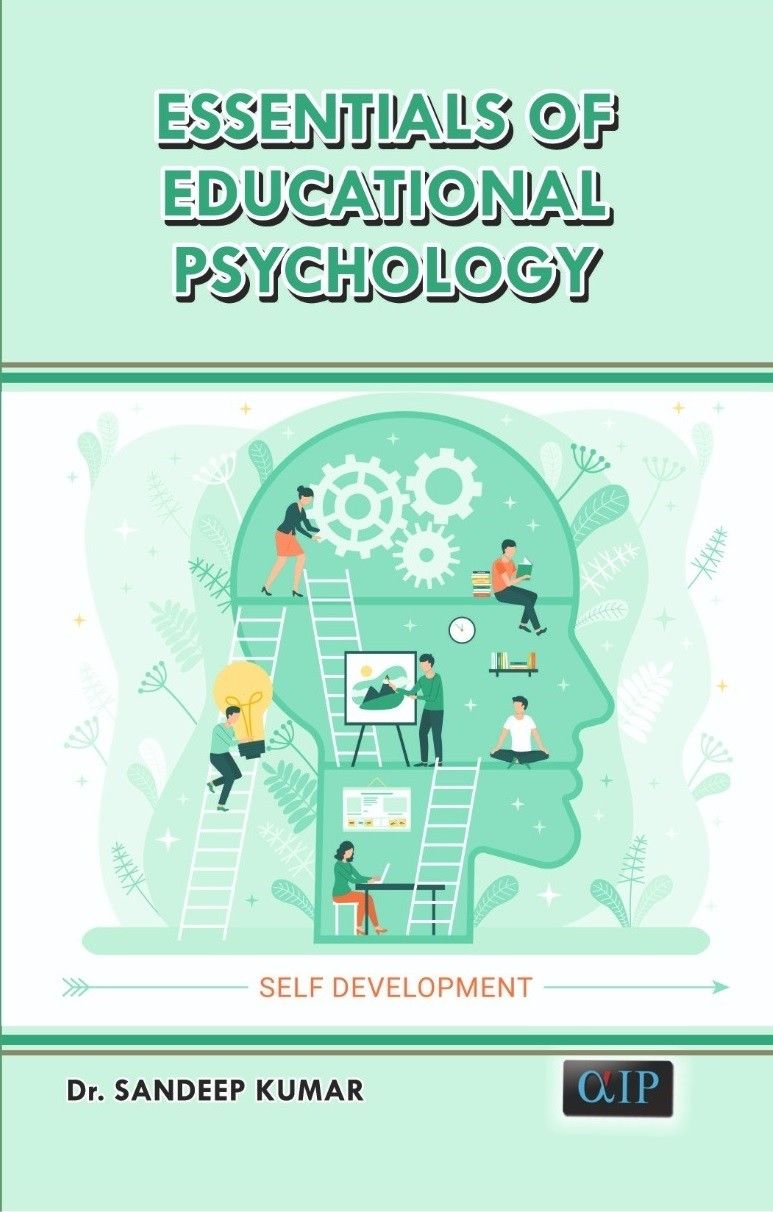 ESSENTIALS OF
EDUCATIONAL
PSYCHOLOGY
SELF DEVELOPMENT
Dr. SANDEEP KUMAR
αIP